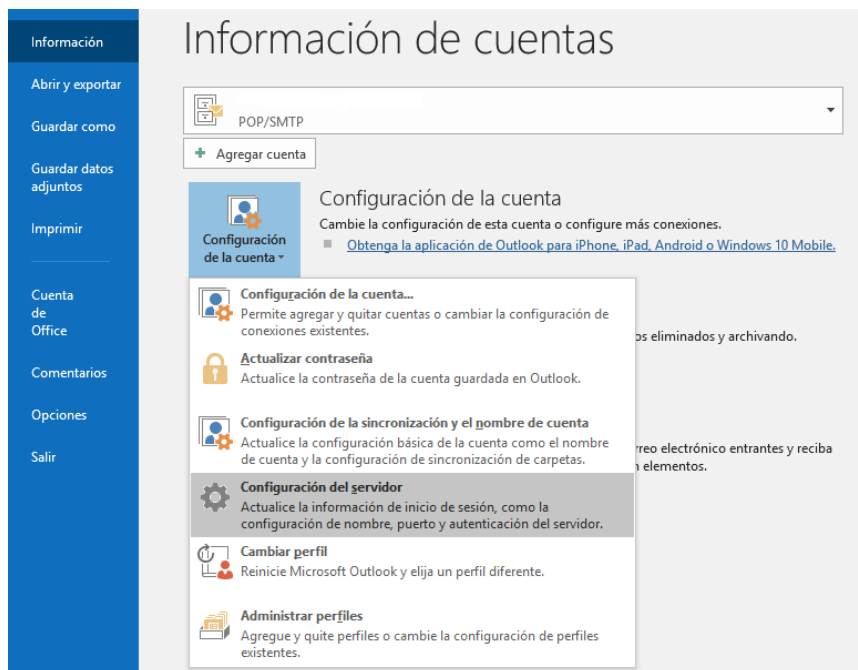 Información
Abrir y exportar
Guardar como
Guardar datos
adjuntos
Imprimir
Cuenta
de
Office
Comentarios
Opciones
Salir
Información de cuentas
POP/SMTP
Agregar cuenta
Configuración
de la cuenta
Configuración de la cuenta
Cambie la configuración de esta cuenta o configure más conexiones.
Obtenga la aplicación de Outlook para iPhone, iPad, Android o Windows 10 Mobile.
Configuración de la cuenta...
Permite agregar y quitar cuentas o cambiar la configuración de
conexiones existentes.
Actualizar contraseña
Actualice la contraseña de la cuenta guardada en Outlook.
Configuración de la sincronización y el nombre de cuenta
Actualice la configuración básica de la cuenta como el nombre
de cuenta y la configuración de sincronización de carpetas.
Configuración del servidor
Actualice la información de inicio de sesión, como la
configuración de nombre, puerto y autenticación del servidor.
Cambiar perfil
Reinicie Microsoft Outlook y elija un perfil diferente.
Administrar perfiles
Agregue y quite perfiles o cambie la configuración de perfiles
existentes.
os eliminados y archivando.
rreo electrónico entrantes y reciba
elementos.